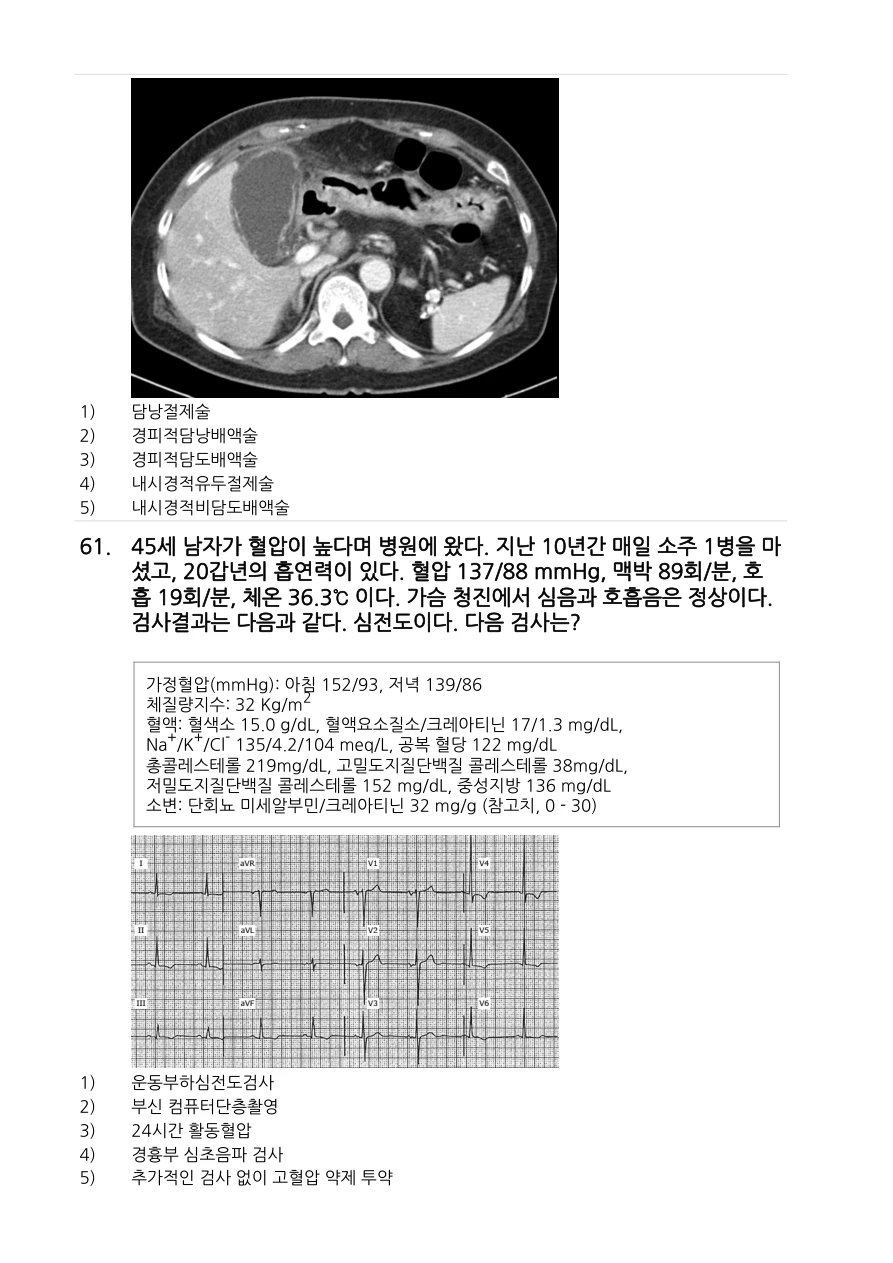 1) 담낭절제술
2) 경피적담낭배액술
3) 경피적담도배액술
4) 내시경적유두절제술
5) 내시경적비담도배액술
61. 45세 남자가 혈압이 높다며 병원에 왔다. 지난 10년간 매일 소주 1병을 마
셨고, 20갑년의 흡연력이 있다. 혈압 137/88 mmHg, 맥박 89회/분, 호
흡 19회/분, 체온 36.3℃ 이다. 가슴 청진에서 심음과 호흡음은 정상이다.
검사결과는 다음과 같다. 심전도이다. 다음 검사는?
가정혈압(mmHg): 아침 152/93, 저녁 139/86
체질량지수: 32 Kg/m²
혈액: 혈색소 15.0 g/dL, 혈액요소질소/크레아티닌 17/1.3 mg/dL,
Na⁺/K⁺/Cl⁻ 135/4.2/104 meq/L, 공복 혈당 122 mg/dL
총콜레스테롤 219mg/dL, 고밀도지질단백질 콜레스테롤 38mg/dL,
저밀도지질단백질 콜레스테롤 152 mg/dL, 중성지방 136 mg/dL
소변: 단회뇨 미세알부민/크레아티닌 32 mg/g (참고치, 0 - 30)
I aVR V1 V4
II aVL V2 V5
III aVF V3 V6
1) 운동부하심전도검사
2) 부신 컴퓨터단층촬영
3) 24시간 활동혈압
4) 경흉부 심초음파 검사
5) 추가적인 검사 없이 고혈압 약제 투약